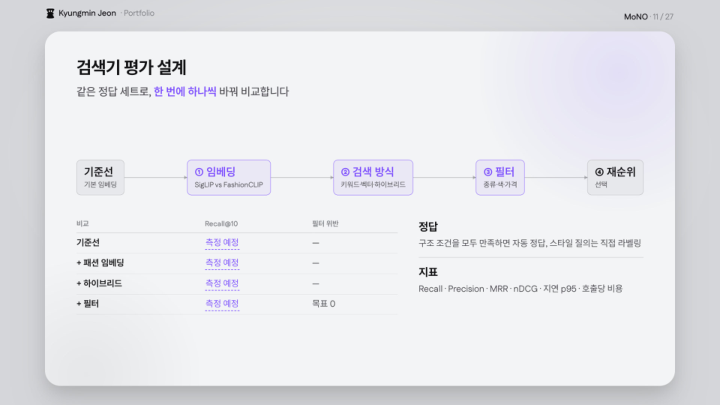 Kyungmin Jeon · Portfolio
MoNO · 11 / 27
검색기 평가 설계
같은 정답 세트로, 한 번에 하나씩 바꿔 비교합니다
기준선
기본 임베딩
① 임베딩
SigLIP vs FashionCLIP
② 검색 방식
키워드·벡터·하이브리드
③ 필터
종류·색·가격
④ 재순위
선택
비교 Recall@10 필터 위반
기준선 측정 예정 —
+ 패션 임베딩 측정 예정 —
+ 하이브리드 측정 예정 —
+ 필터 측정 예정 목표 0
정답
구조 조건을 모두 만족하면 자동 정답, 스타일 질의는 직접 라벨링
지표
Recall · Precision · MRR · nDCG · 지연 p95 · 호출당 비용